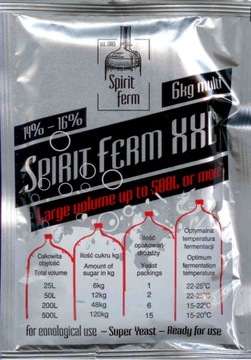 est. 2005
Spirit
ferm
6kg multi
14% - 16%
SPIRIT FERM XXL
Large volume up to 500L or more
Całkowita
objętość
Total volume
Ilość cukru kg
Amount of
sugar in kg
Ilość
opakowań
drożdży
Yeast
packings
Optymalna
temperatura
fermentacji
Optimum
fermentation
temperature
25L 6kg 1 22-25°C
50L 12kg 2 22-25°C
200L 48kg 6 15-22°C
500L 120kg 15 15-20°C
for eonological use – Super Yeast – Ready for use